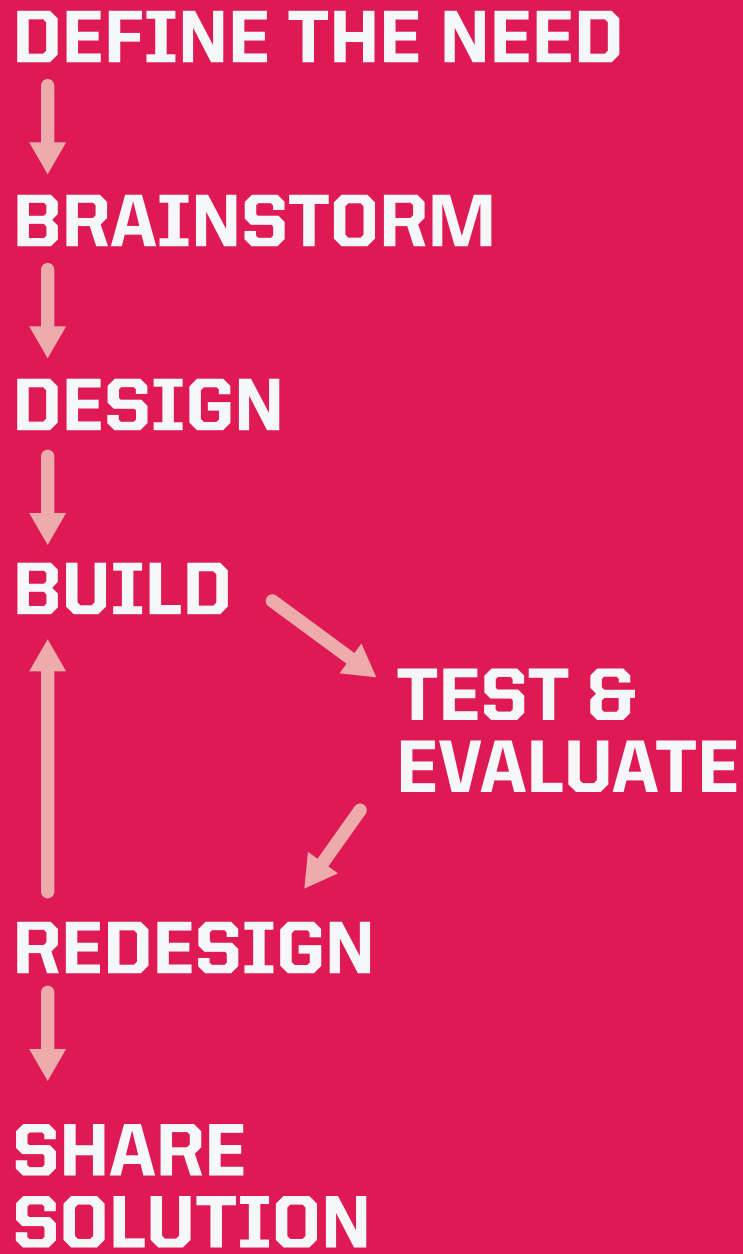 DEFINE THE NEED
BRAINSTORM
DESIGN
BUILD
TEST &
EVALUATE
REDESIGN
SHARE
SOLUTION